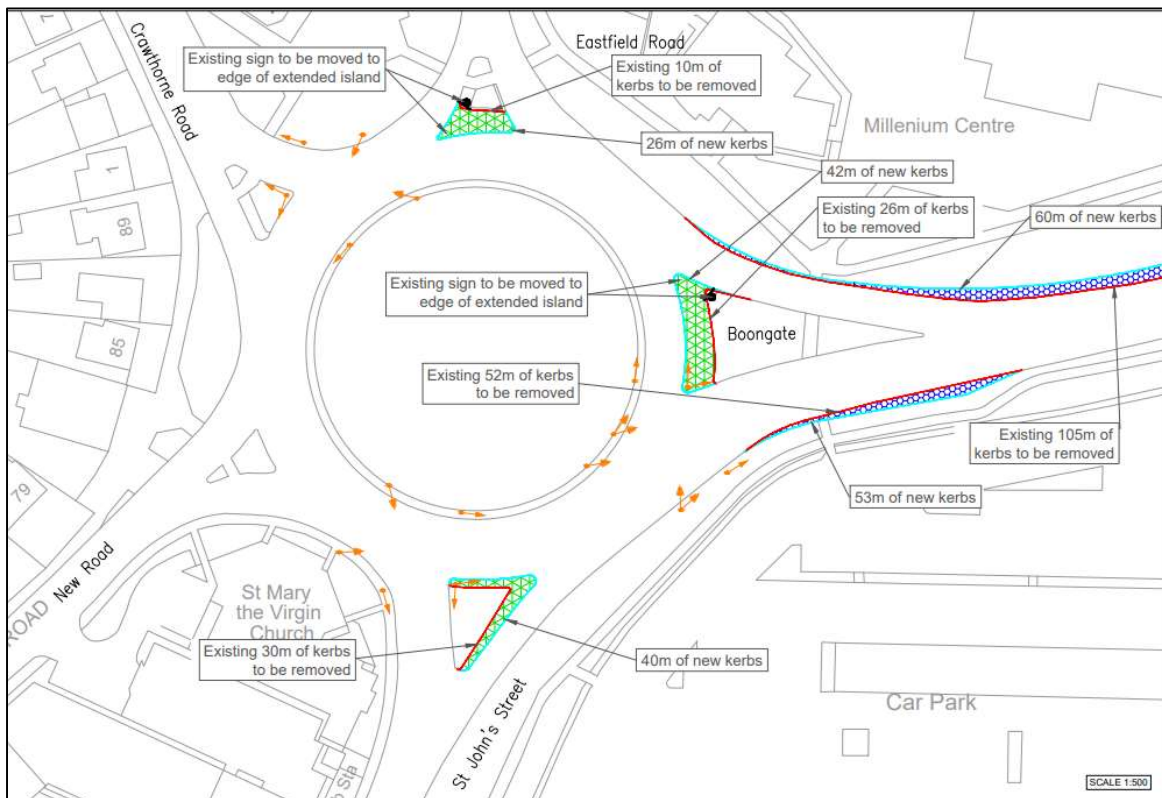 Crawthorne Road
Eastfield Road
Existing sign to be moved to
edge of extended island
Existing 10m of
kerbs to be removed
26m of new kerbs
Millenium Centre
42m of new kerbs
Existing 26m of kerbs
to be removed
60m of new kerbs
1
89
85
79
Existing sign to be moved to
edge of extended island
Boongate
Existing 52m of kerbs
to be removed
Existing 105m of
kerbs to be removed
53m of new kerbs
New Road
ROAD
St Mary
the Virgin
Church
Existing 30m of kerbs
to be removed
40m of new kerbs
St John's Street
Car Park
Sta
SCALE 1:500